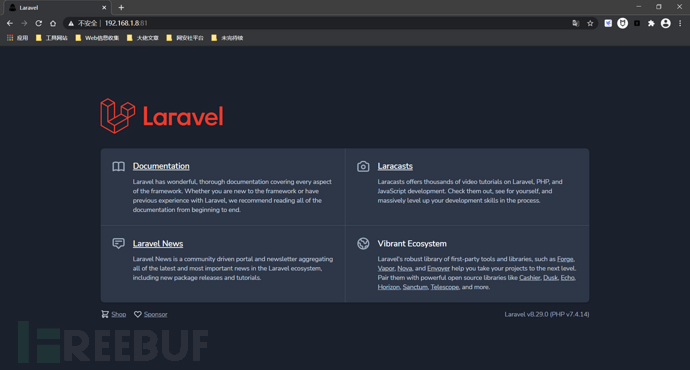 Laravel
不安全 | 192.168.1.8:81
应用 工具网站 Web信息收集 大佬文章 网安社平台 未完待续
Laravel
Documentation
Laravel has wonderful, thorough documentation covering every aspect
of the framework. Whether you are new to the framework or have
previous experience with Laravel, we recommend reading all of the
documentation from beginning to end.
Laracasts
Laracasts offers thousands of video tutorials on Laravel, PHP, and
JavaScript development. Check them out, see for yourself, and
massively level up your development skills in the process.
Laravel News
Laravel News is a community driven portal and newsletter aggregating
all of the latest and most important news in the Laravel ecosystem,
including new package releases and tutorials.
Vibrant Ecosystem
Laravel's robust library of first-party tools and libraries, such as Forge,
Vapor, Nova, and Envoyer help you take your projects to the next level.
Pair them with powerful open source libraries like Cashier, Dusk, Echo,
Horizon, Sanctum, Telescope, and more.
Shop Sponsor
Laravel v8.29.0 (PHP v7.4.14)
FREEBUF